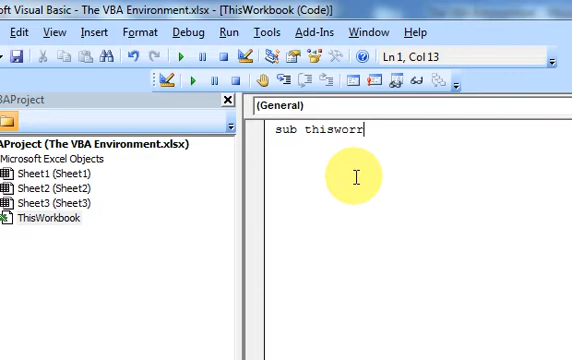 oft Visual Basic - The VBA Environment.xlsx - [ThisWorkbook (Code)]
dit View Insert Format Debug Run Tools Add-Ins Window Help
Ln 1, Col 13
BAProject
(General)
sub thisworr
AProject (The VBA Environment.xlsx)
Microsoft Excel Objects
Sheet1 (Sheet1)
Sheet2 (Sheet2)
Sheet3 (Sheet3)
ThisWorkbook